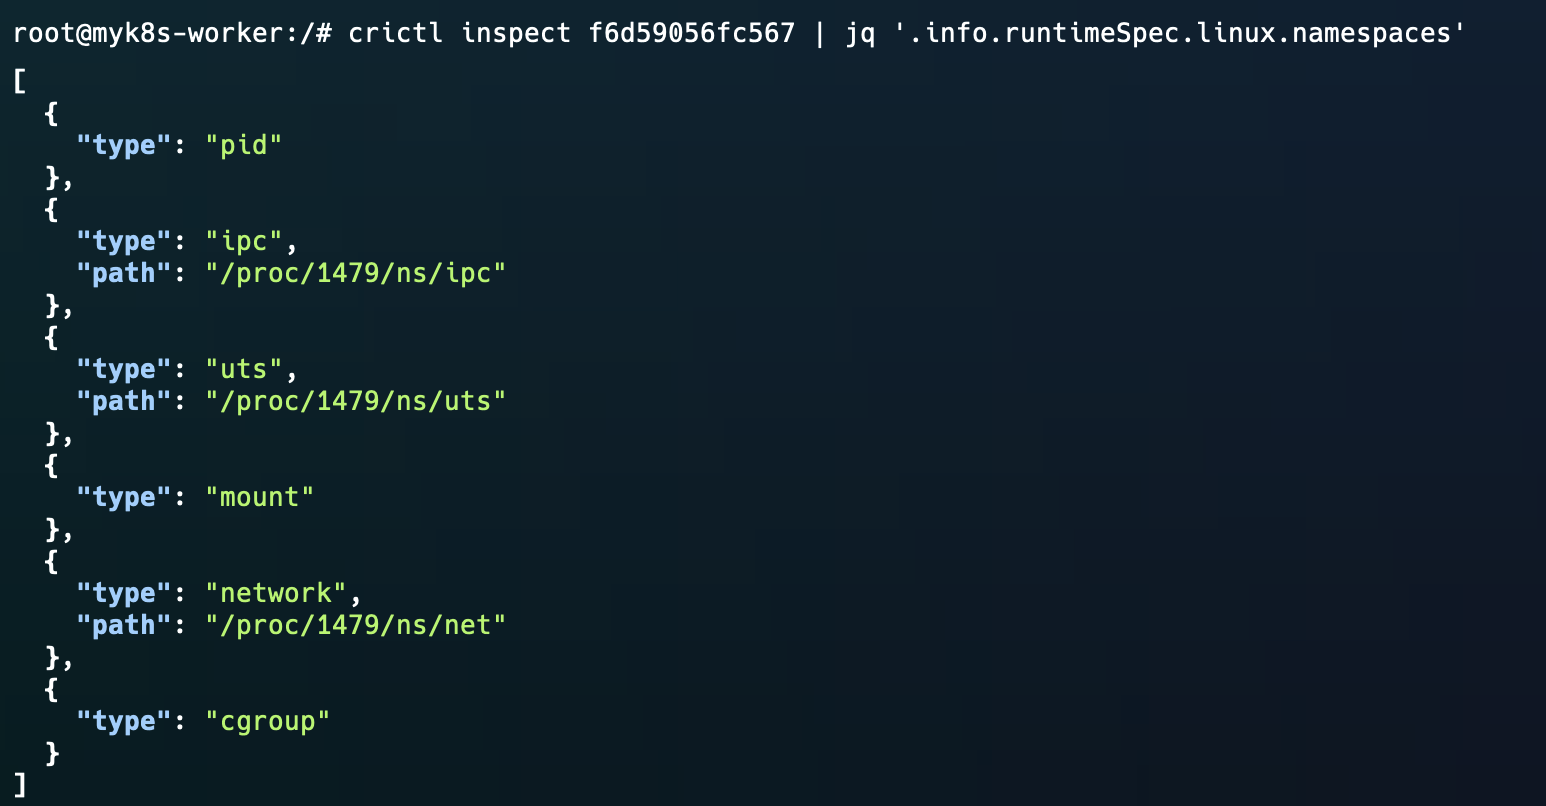 root@myk8s-worker:/# crictl inspect f6d59056fc567 | jq '.info.runtimeSpec.linux.namespaces'
[
  {
    "type": "pid"
  },
  {
    "type": "ipc",
    "path": "/proc/1479/ns/ipc"
  },
  {
    "type": "uts",
    "path": "/proc/1479/ns/uts"
  },
  {
    "type": "mount"
  },
  {
    "type": "network",
    "path": "/proc/1479/ns/net"
  },
  {
    "type": "cgroup"
  }
]